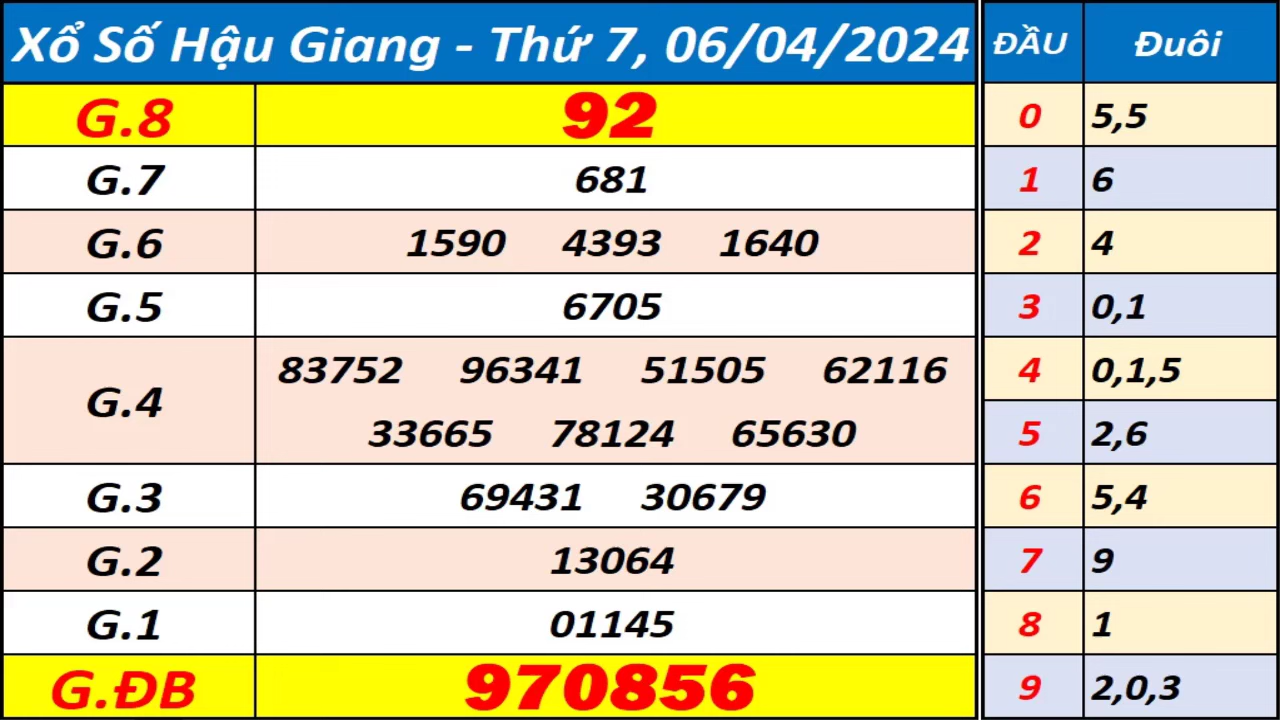 Xổ Số Hậu Giang - Thứ 7, 06/04/2024 ĐẦU Đuôi
G.8 92 0 5,5
G.7 681 1 6
G.6 1590 4393 1640 2 4
G.5 6705 3 0,1
G.4 83752 96341 51505 62116 4 0,1,5
33665 78124 65630 5 2,6
G.3 69431 30679 6 5,4
G.2 13064 7 9
G.1 01145 8 1
G.ĐB 970856 9 2,0,3